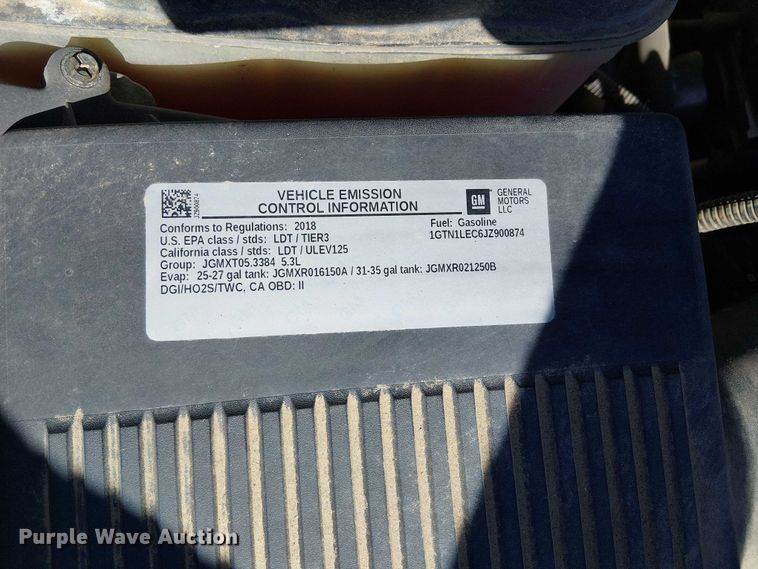 JZ900874
VEHICLE EMISSION
CONTROL INFORMATION
GM
GENERAL
MOTORS
LLC
Conforms to Regulations: 2018
Fuel: Gasoline
U.S. EPA class / stds: LDT / TIER3
1GTN1LEC6JZ900874
California class / stds: LDT / ULEV125
Group: JGMXT05.3384 5.3L
Evap: 25-27 gal tank: JGMXR016150A / 31-35 gal tank: JGMXR021250B
DGI/HO2S/TWC, CA OBD: II
Purple Wave Auction